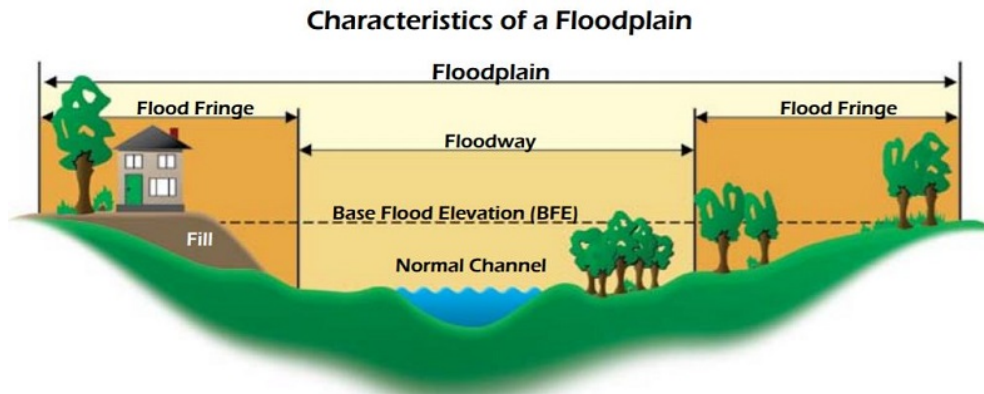 Characteristics of a Floodplain
Floodplain
Flood Fringe
Flood Fringe
Floodway
Base Flood Elevation (BFE)
Fill
Normal Channel